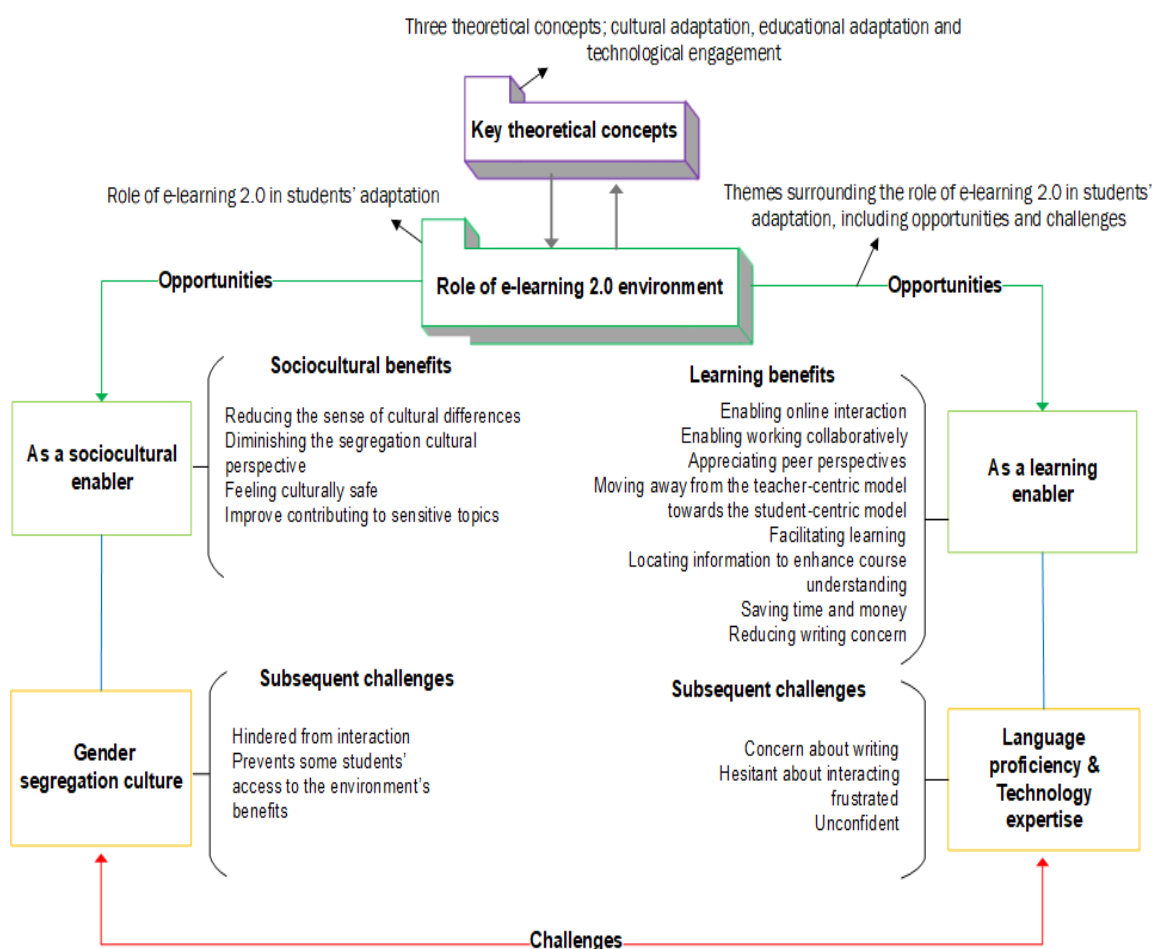 Three theoretical concepts; cultural adaptation, educational adaptation and
technological engagement
Key theoretical concepts
Role of e-learning 2.0 in students' adaptation
Themes surrounding the role of e-learning 2.0 in students'
adaptation, including opportunities and challenges
Opportunities
Role of e-learning 2.0 environment
Opportunities
Sociocultural benefits
Reducing the sense of cultural differences
Diminishing the segregation cultural
perspective
Feeling culturally safe
Improve contributing to sensitive topics
As a sociocultural
enabler
Learning benefits
Enabling online interaction
Enabling working collaboratively
Appreciating peer perspectives
Moving away from the teacher-centric model
towards the student-centric model
Facilitating learning
Locating information to enhance course
understanding
Saving time and money
Reducing writing concern
As a learning
enabler
Subsequent challenges
Hindered from interaction
Prevents some students'
access to the environment's
benefits
Gender
segregation culture
Subsequent challenges
Concern about writing
Hesitant about interacting
frustrated
Unconfident
Language
proficiency &
Technology
expertise
Challenges